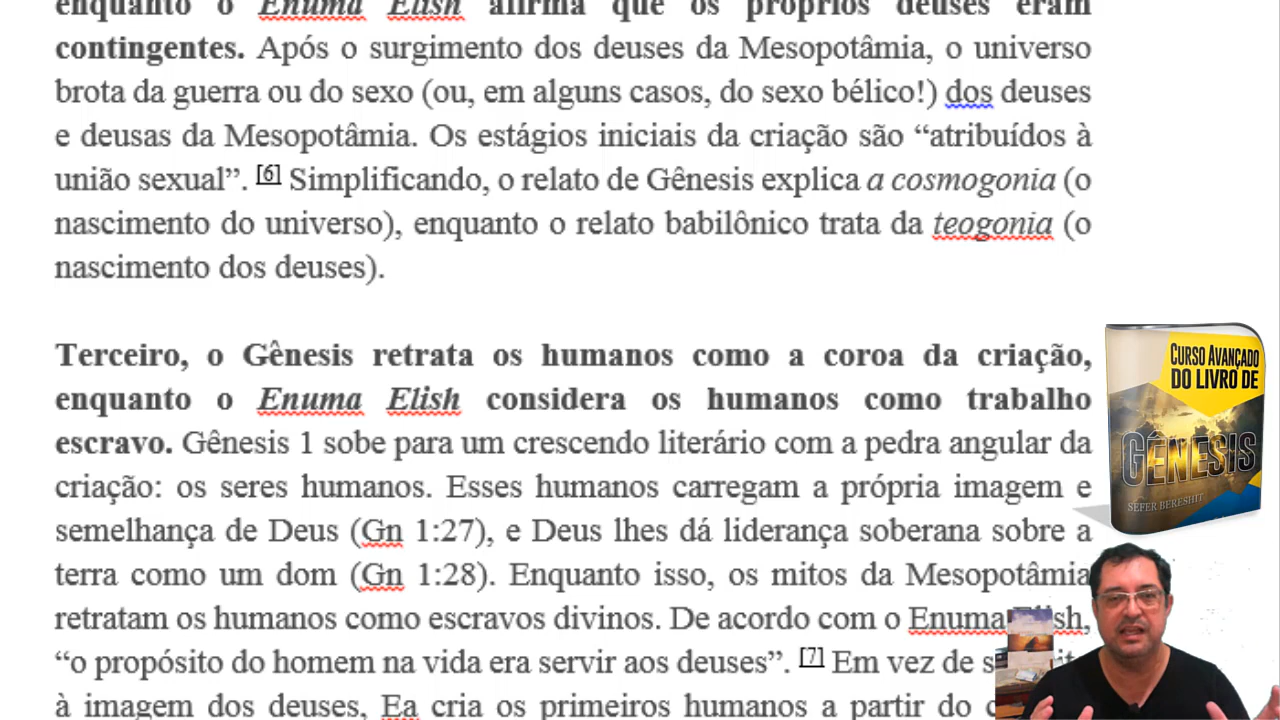 enquanto o Enuma Elish afirma que os próprios deuses eram
contingentes. Após o surgimento dos deuses da Mesopotâmia, o universo
brota da guerra ou do sexo (ou, em alguns casos, do sexo bélico!) dos deuses
e deusas da Mesopotâmia. Os estágios iniciais da criação são “atribuídos à
união sexual”. [6] Simplificando, o relato de Gênesis explica a cosmogonia (o
nascimento do universo), enquanto o relato babilônico trata da teogonia (o
nascimento dos deuses).
Terceiro, o Gênesis retrata os humanos como a coroa da criação,
enquanto o Enuma Elish considera os humanos como trabalho
escravo. Gênesis 1 sobe para um crescendo literário com a pedra angular da
criação: os seres humanos. Esses humanos carregam a própria imagem e
semelhança de Deus (Gn 1:27), e Deus lhes dá liderança soberana sobre a
terra como um dom (Gn 1:28). Enquanto isso, os mitos da Mesopotâmia
retratam os humanos como escravos divinos. De acordo com o Enuma Elish,
“o propósito do homem na vida era servir aos deuses”. [7] Em vez de
à imagem dos deuses, Ea cria os primeiros humanos a partir do
CURSO AVANÇADO
DO LIVRO DE
GÊNESIS
SEFER BERESHIT